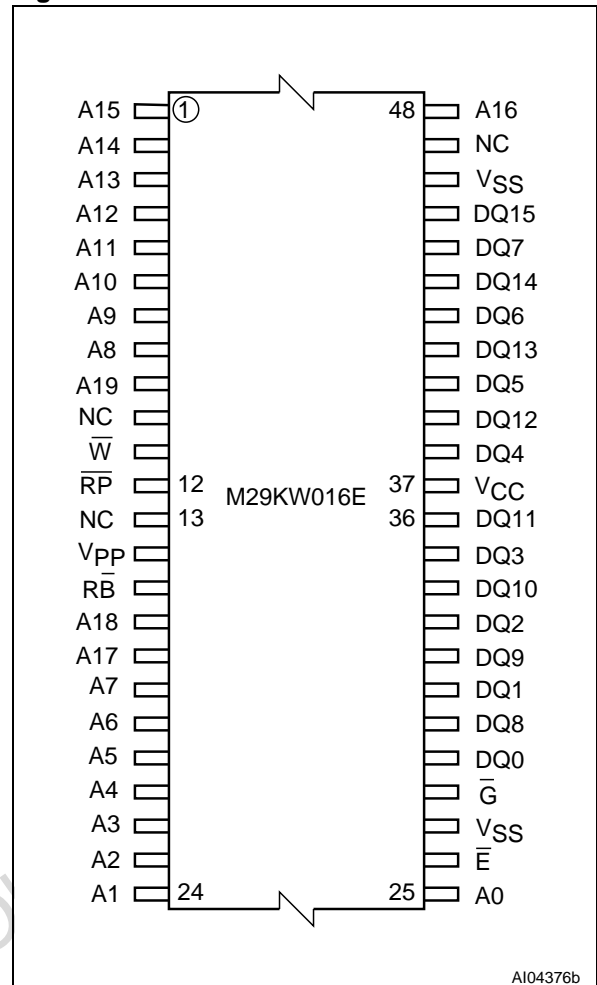 A15 1 48 A16
A14 NC
A13 VSS
A12 DQ15
A11 DQ7
A10 DQ14
A9 DQ6
A8 DQ13
A19 DQ5
NC DQ12
W̅ DQ4
R̅P̅ 12 M29KW016E 37 VCC
NC 13 36 DQ11
VPP DQ3
RB̅ DQ10
A18 DQ2
A17 DQ9
A7 DQ1
A6 DQ8
A5 DQ0
A4 G̅
A3 VSS
A2 E̅
A1 24 25 A0
AI04376b